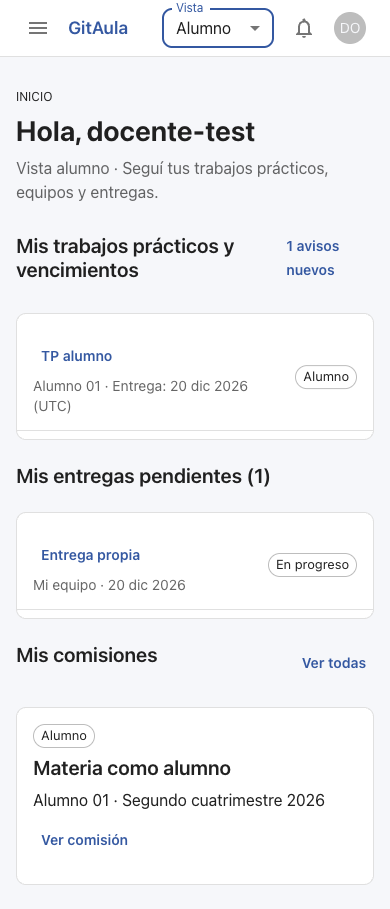 GitAula
Vista
Alumno
DO
INICIO
Hola, docente-test
Vista alumno · Seguí tus trabajos prácticos,
equipos y entregas.
Mis trabajos prácticos y
vencimientos
1 avisos
nuevos
TP alumno
Alumno 01 · Entrega: 20 dic 2026
(UTC)
Alumno
Mis entregas pendientes (1)
Entrega propia
Mi equipo · 20 dic 2026
En progreso
Mis comisiones
Ver todas
Alumno
Materia como alumno
Alumno 01 · Segundo cuatrimestre 2026
Ver comisión